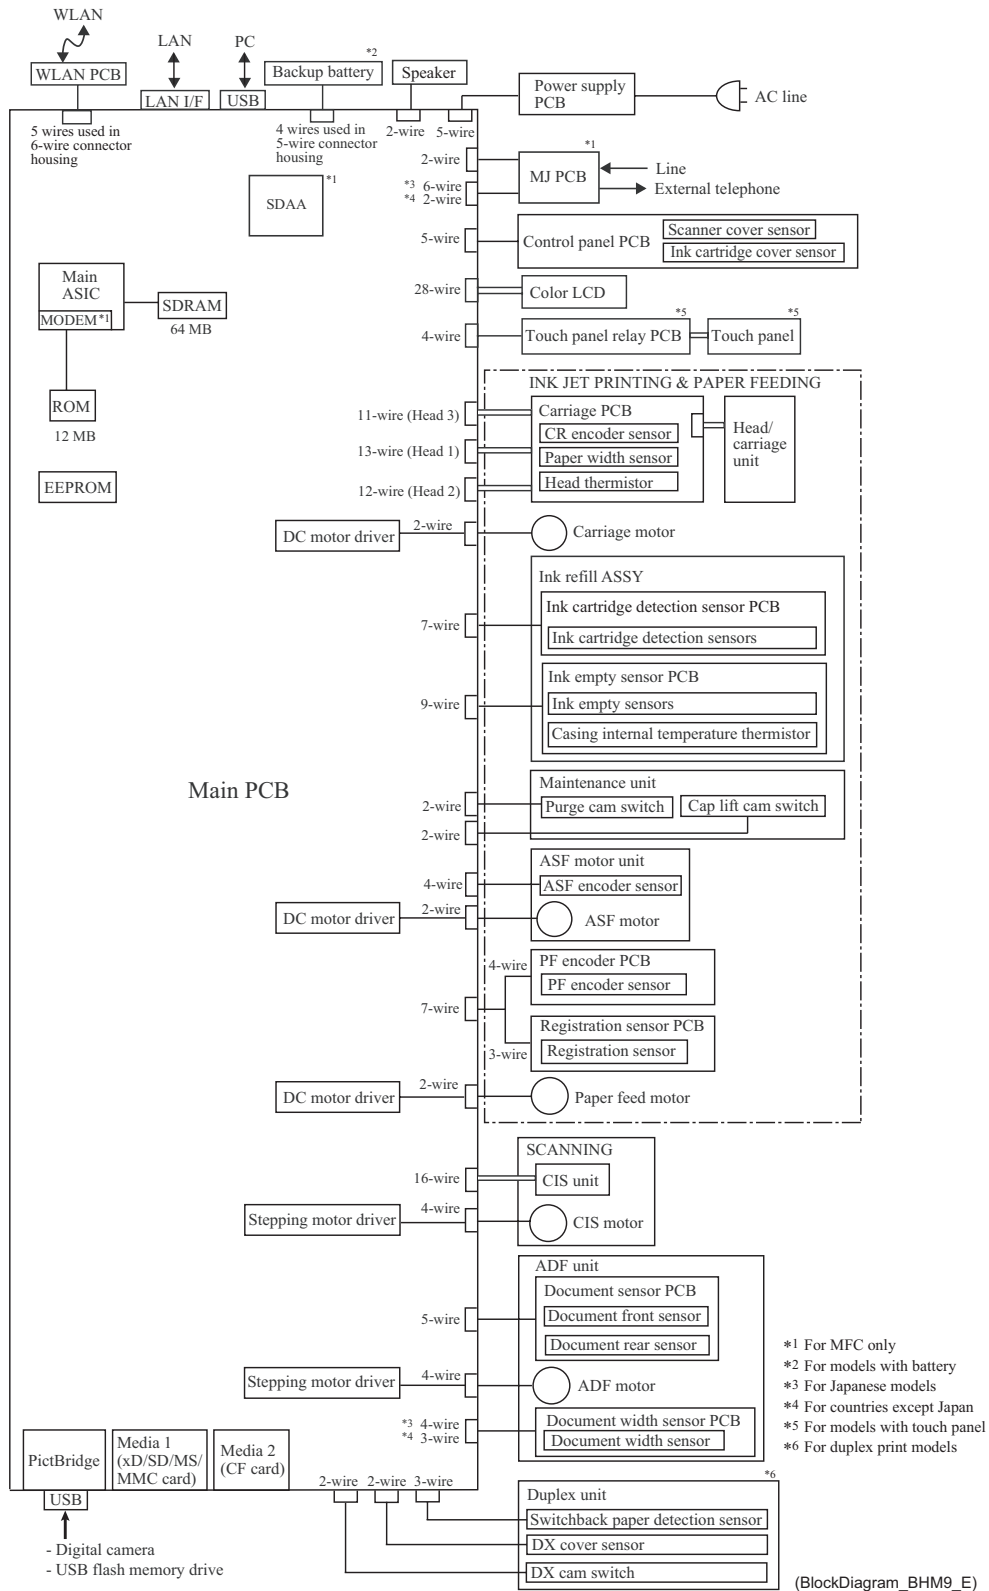 WLAN
LAN
PC
WLAN PCB
LAN I/F
USB
*2
Backup battery
Speaker
Power supply
PCB
AC line
5 wires used in
6-wire connector
housing
4 wires used in
5-wire connector
housing
2-wire
5-wire
2-wire
*1
MJ PCB
Line
External telephone
*3 6-wire
*4 2-wire
SDAA
*1
5-wire
Control panel PCB
Scanner cover sensor
Ink cartridge cover sensor
Main
ASIC
MODEM*1
SDRAM
64 MB
28-wire
Color LCD
4-wire
*5
Touch panel relay PCB
*5
Touch panel
ROM
12 MB
EEPROM
INK JET PRINTING & PAPER FEEDING
11-wire (Head 3)
13-wire (Head 1)
12-wire (Head 2)
Carriage PCB
CR encoder sensor
Paper width sensor
Head thermistor
Head/
carriage
unit
DC motor driver
2-wire
Carriage motor
Ink refill ASSY
7-wire
Ink cartridge detection sensor PCB
Ink cartridge detection sensors
9-wire
Ink empty sensor PCB
Ink empty sensors
Casing internal temperature thermistor
Main PCB
Maintenance unit
2-wire
Purge cam switch
Cap lift cam switch
2-wire
ASF motor unit
4-wire
ASF encoder sensor
DC motor driver
2-wire
ASF motor
4-wire
PF encoder PCB
PF encoder sensor
7-wire
Registration sensor PCB
3-wire
Registration sensor
DC motor driver
2-wire
Paper feed motor
SCANNING
16-wire
CIS unit
Stepping motor driver
4-wire
CIS motor
ADF unit
Document sensor PCB
5-wire
Document front sensor
Document rear sensor
Stepping motor driver
4-wire
ADF motor
*3 4-wire
*4 3-wire
Document width sensor PCB
Document width sensor
*1 For MFC only
*2 For models with battery
*3 For Japanese models
*4 For countries except Japan
*5 For models with touch panel
*6 For duplex print models
PictBridge
Media 1
(xD/SD/MS/
MMC card)
Media 2
(CF card)
USB
- Digital camera
- USB flash memory drive
2-wire
2-wire
3-wire
*6
Duplex unit
Switchback paper detection sensor
DX cover sensor
DX cam switch
(BlockDiagram_BHM9_E)